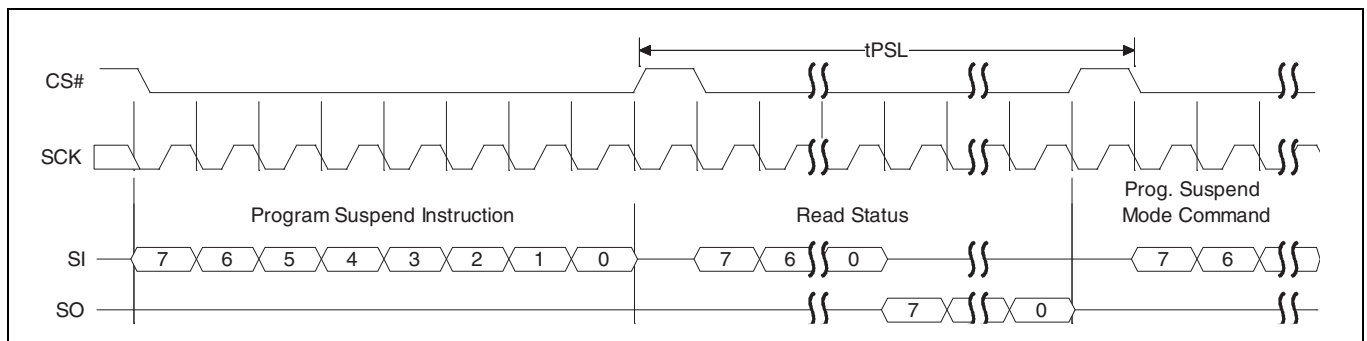 tPSL
CS#
SCK
Prog. Suspend
Program Suspend Instruction Read Status Mode Command
SI 7 6 5 4 3 2 1 0 7 6 0 7 6
SO 7 0